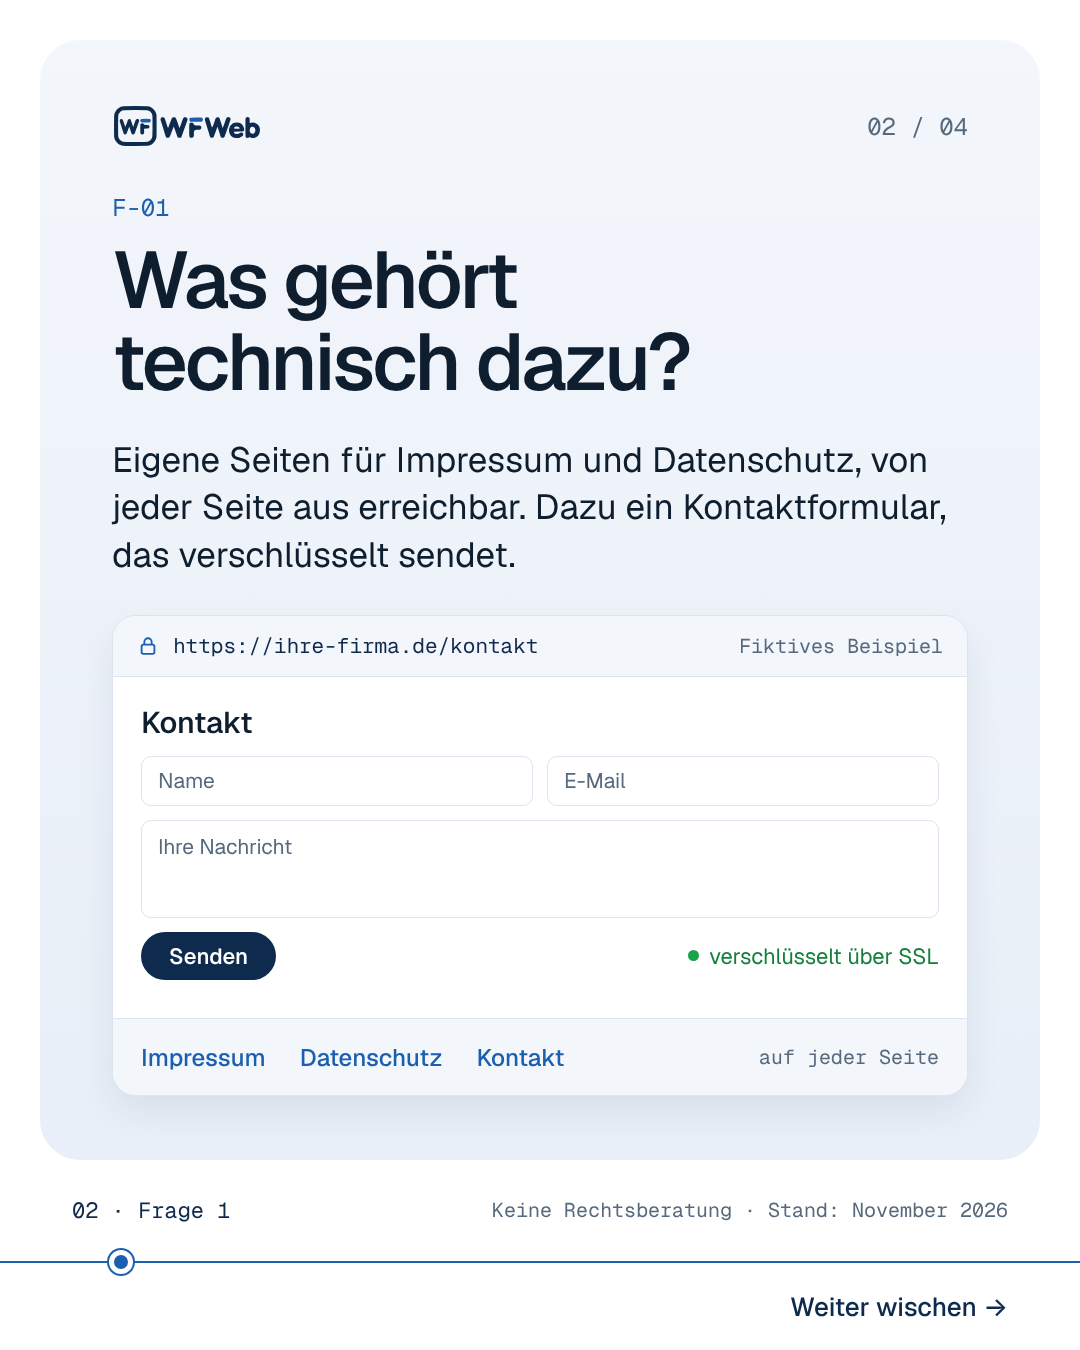 WF WFWeb
02 / 04
F-01
Was gehört
technisch dazu?
Eigene Seiten für Impressum und Datenschutz, von
jeder Seite aus erreichbar. Dazu ein Kontaktformular,
das verschlüsselt sendet.
https://ihre-firma.de/kontakt
Fiktives Beispiel
Kontakt
Name
E-Mail
Ihre Nachricht
Senden
verschlüsselt über SSL
Impressum Datenschutz Kontakt
auf jeder Seite
02 · Frage 1
Keine Rechtsberatung · Stand: November 2026
Weiter wischen →